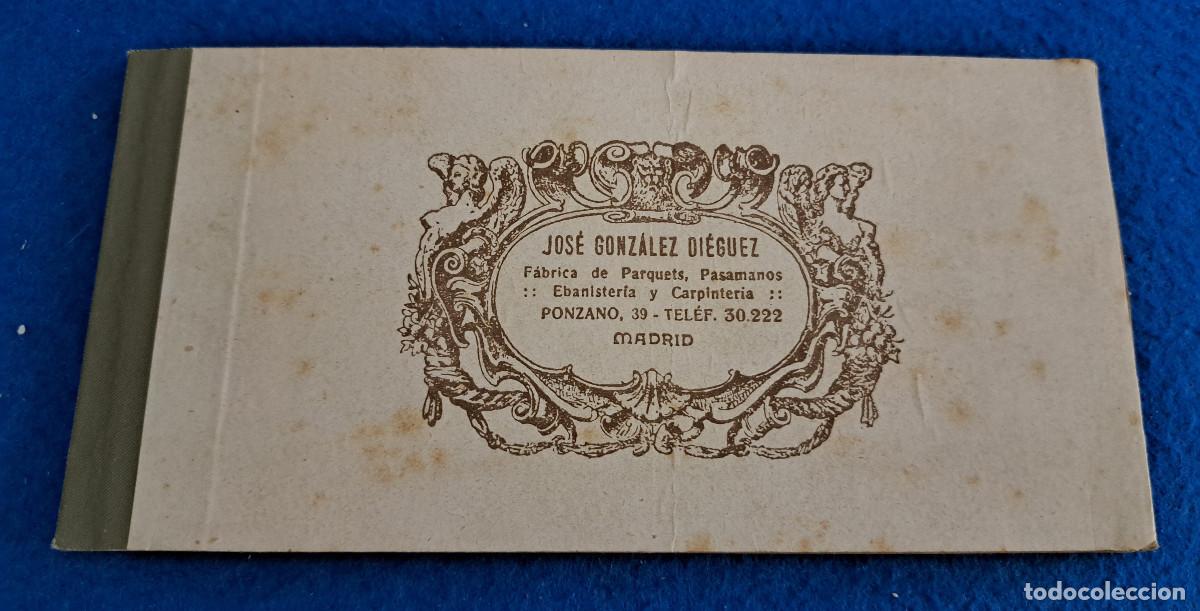 JOSÉ GONZÁLEZ DIÉGUEZ
Fábrica de Parquets, Pasamanos
:: Ebanistería y Carpintería ::
PONZANO, 39 - TELÉF. 30.222
MADRID
todocoleccion